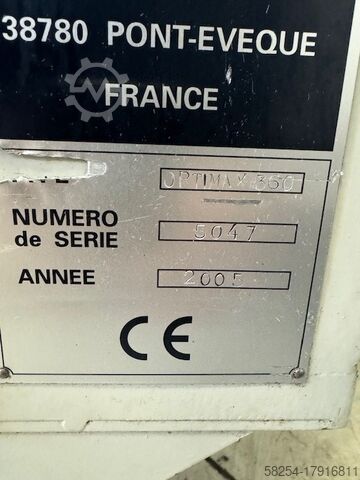 38780 PONT-EVEQUE
FRANCE
OPTIMAX 360
NUMERO
de SERIE
5047
ANNEE
2005
CE
58254-17916811